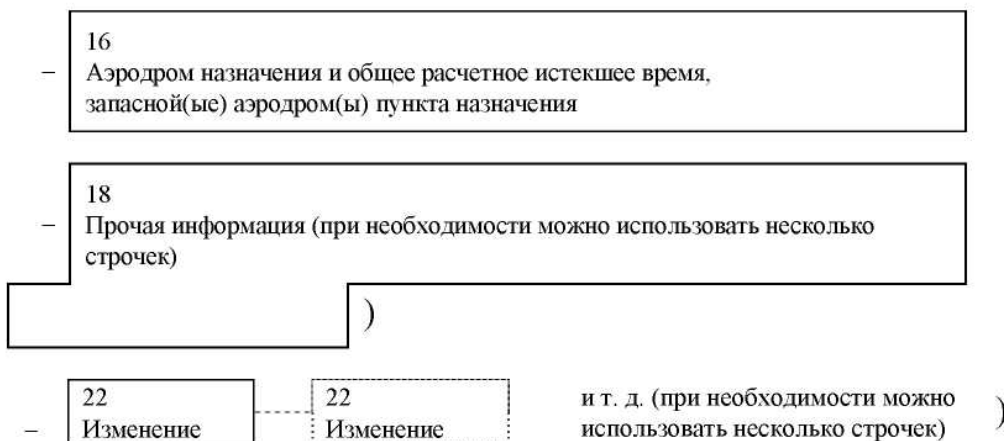 16
– Аэродром назначения и общее расчетное истекшее время,
запасной(ые) аэродром(ы) пункта назначения
18
– Прочая информация (при необходимости можно использовать несколько
строчек)
)
22 22 и т. д. (при необходимости можно
– Изменение Изменение использовать несколько строчек) )